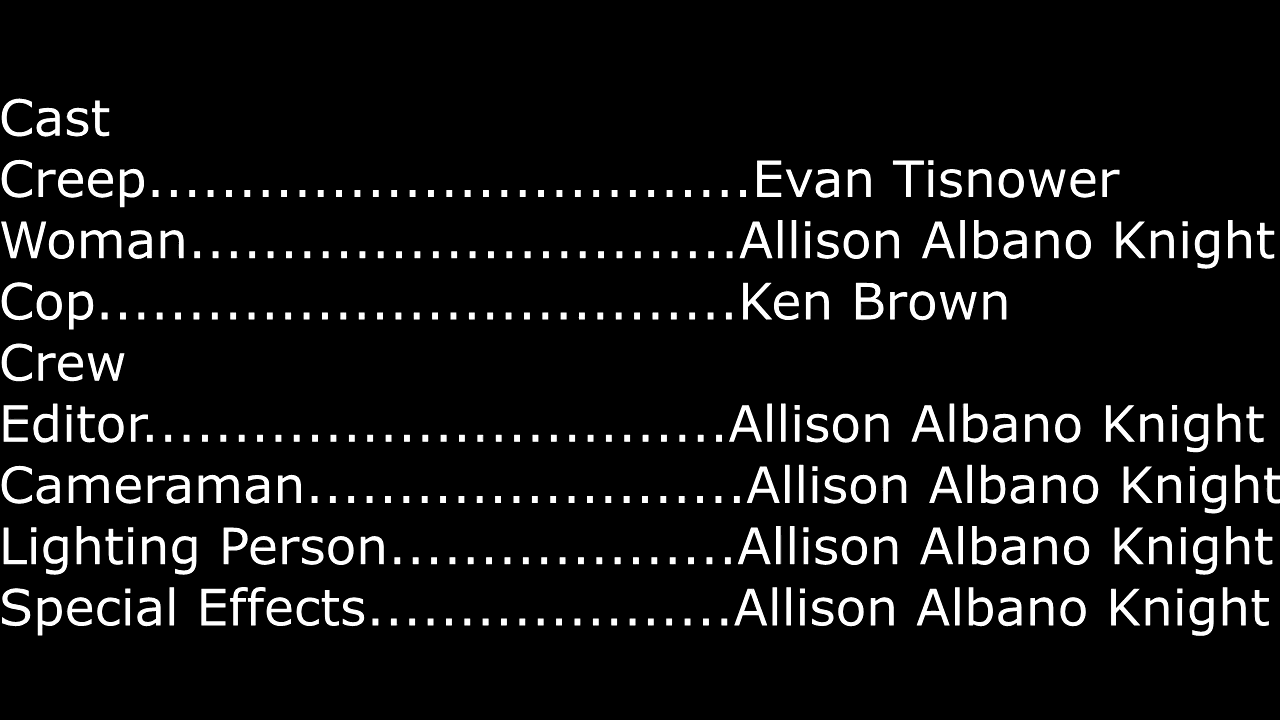 Cast
Creep.................................Evan Tisnower
Woman..............................Allison Albano Knight
Cop...................................Ken Brown
Crew
Editor................................Allison Albano Knight
Cameraman........................Allison Albano Knight
Lighting Person...................Allison Albano Knight
Special Effects....................Allison Albano Knight